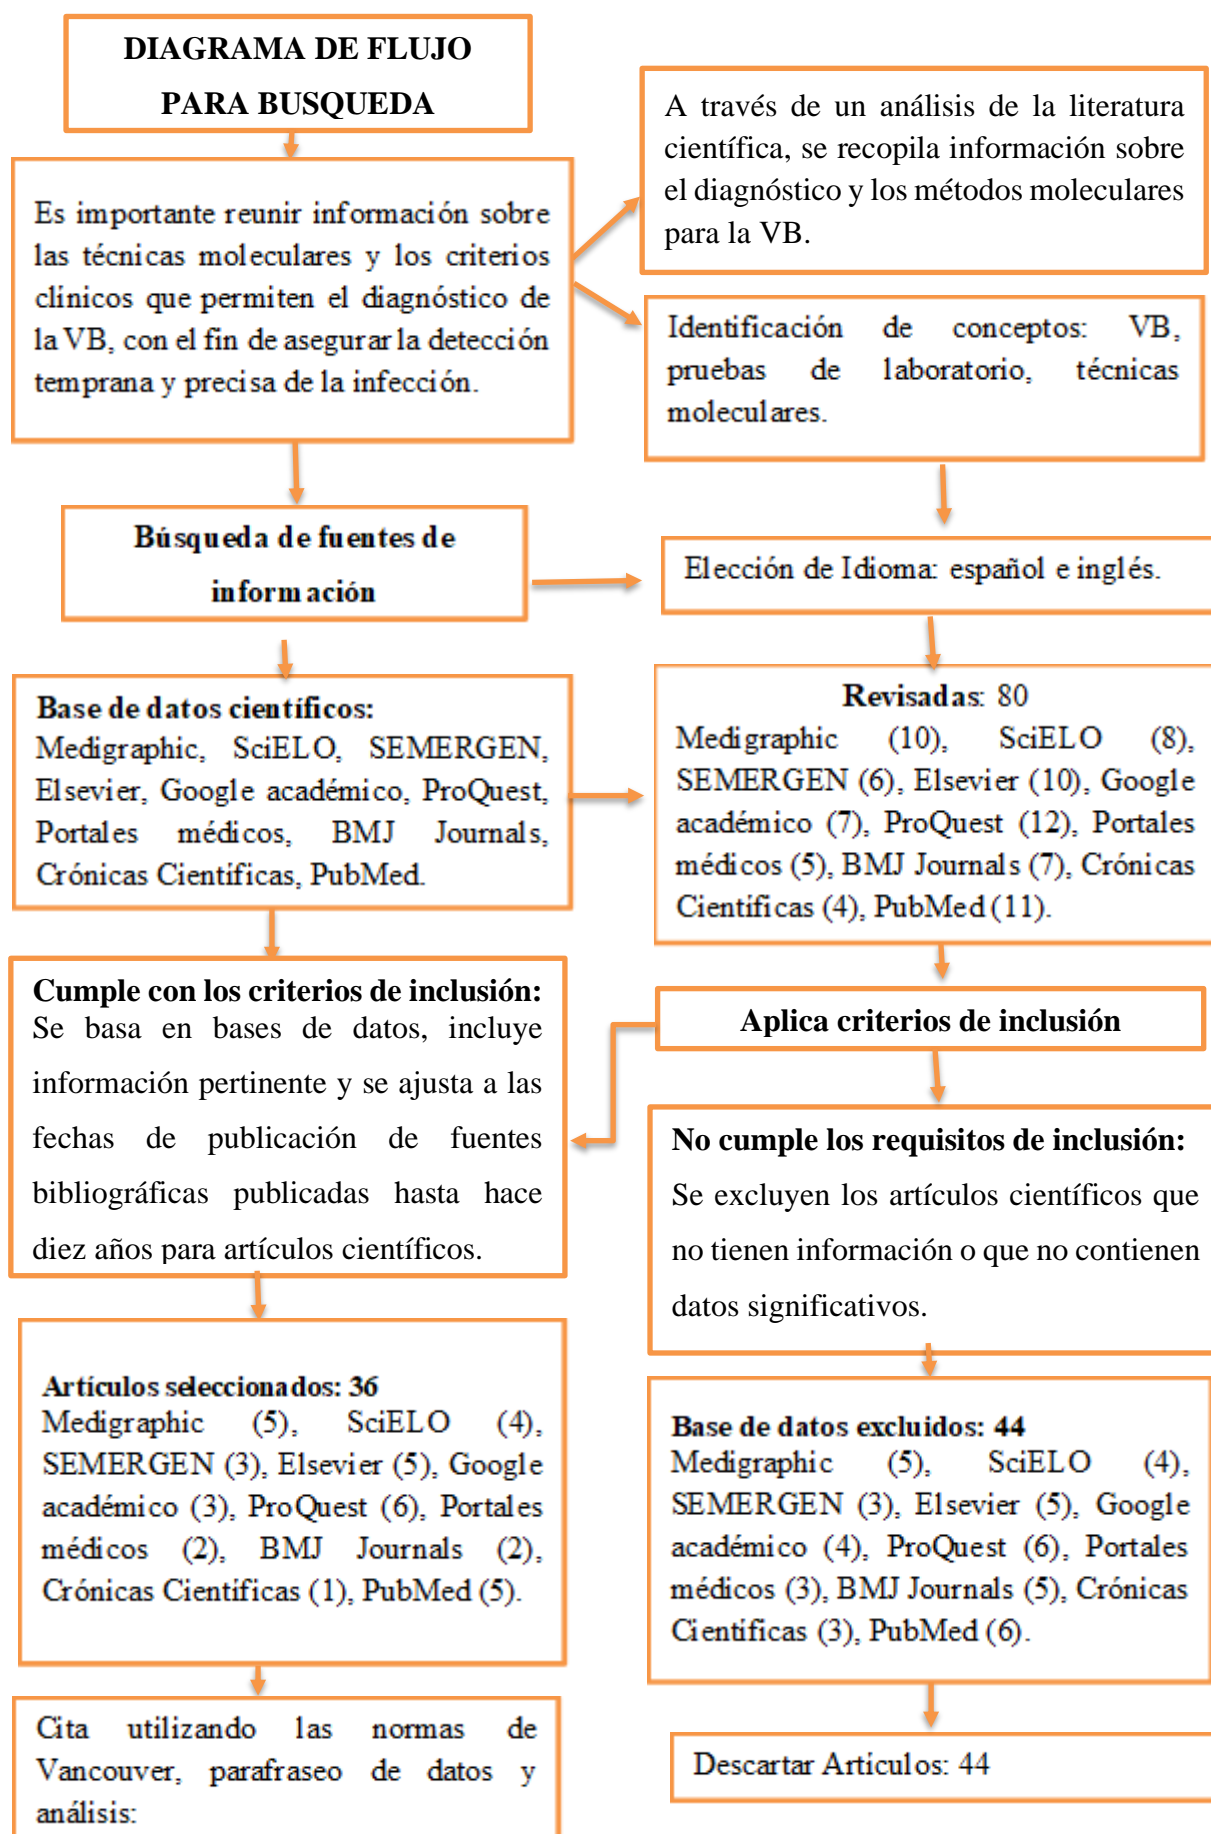 DIAGRAMA DE FLUJO
PARA BUSQUEDA
A través de un análisis de la literatura
científica, se recopila información sobre
el diagnóstico y los métodos moleculares
para la VB.
Es importante reunir información sobre
las técnicas moleculares y los criterios
clínicos que permiten el diagnóstico de
la VB, con el fin de asegurar la detección
temprana y precisa de la infección.
Identificación de conceptos: VB,
pruebas de laboratorio, técnicas
moleculares.
Búsqueda de fuentes de
información
Elección de Idioma: español e inglés.
Base de datos científicos:
Medigraphic, SciELO, SEMERGEN,
Elsevier, Google académico, ProQuest,
Portales médicos, BMJ Journals,
Crónicas Científicas, PubMed.
Revisadas: 80
Medigraphic (10), SciELO (8),
SEMERGEN (6), Elsevier (10), Google
académico (7), ProQuest (12), Portales
médicos (5), BMJ Journals (7), Crónicas
Científicas (4), PubMed (11).
Cumple con los criterios de inclusión:
Se basa en bases de datos, incluye
información pertinente y se ajusta a las
fechas de publicación de fuentes
bibliográficas publicadas hasta hace
diez años para artículos científicos.
Aplica criterios de inclusión
No cumple los requisitos de inclusión:
Se excluyen los artículos científicos que
no tienen información o que no contienen
datos significativos.
Artículos seleccionados: 36
Medigraphic (5), SciELO (4),
SEMERGEN (3), Elsevier (5), Google
académico (3), ProQuest (6), Portales
médicos (2), BMJ Journals (2),
Crónicas Científicas (1), PubMed (5).
Base de datos excluidos: 44
Medigraphic (5), SciELO (4),
SEMERGEN (3), Elsevier (5), Google
académico (4), ProQuest (6), Portales
médicos (3), BMJ Journals (5), Crónicas
Científicas (3), PubMed (6).
Cita utilizando las normas de
Vancouver, parafraseo de datos y
análisis:
Descartar Artículos: 44